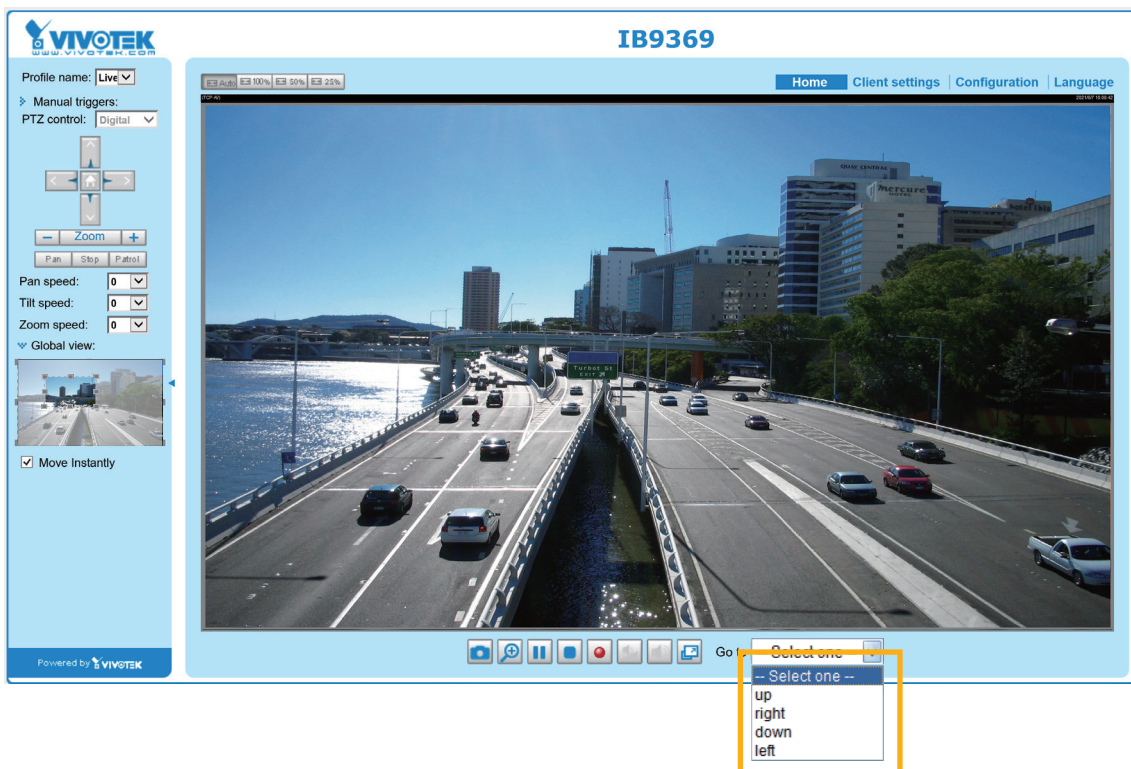 VIVOTEK
www.vivotek.com
IB9369
Profile name: Live
Manual triggers:
PTZ control: Digital
Zoom
Pan Stop Patrol
Pan speed: 0
Tilt speed: 0
Zoom speed: 0
Global view:
Move Instantly
Powered by VIVOTEK
Auto 100% 50% 25%
Home Client settings Configuration Language
(TCP-AV)
QUAY CENTRAL
Mercure
HOTEL
Turbot St
EXIT
Go to Select one
-- Select one --
up
right
down
left